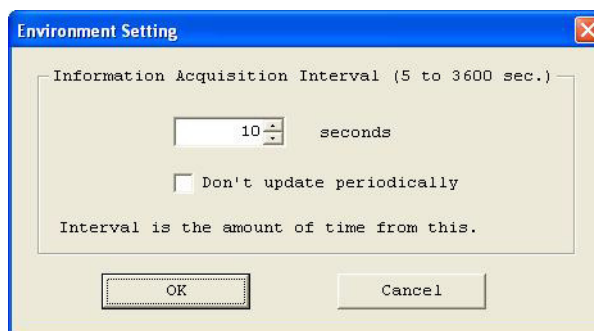 Environment Setting
Information Acquisition Interval (5 to 3600 sec.)
10 seconds
Don't update periodically
Interval is the amount of time from this.
OK Cancel